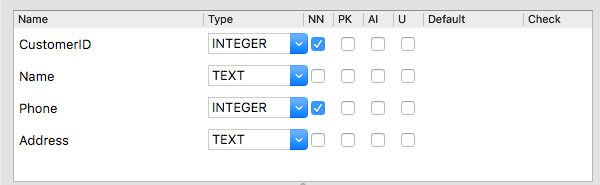 Name Type NN PK AI U Default Check
CustomerID INTEGER
Name TEXT
Phone INTEGER
Address TEXT